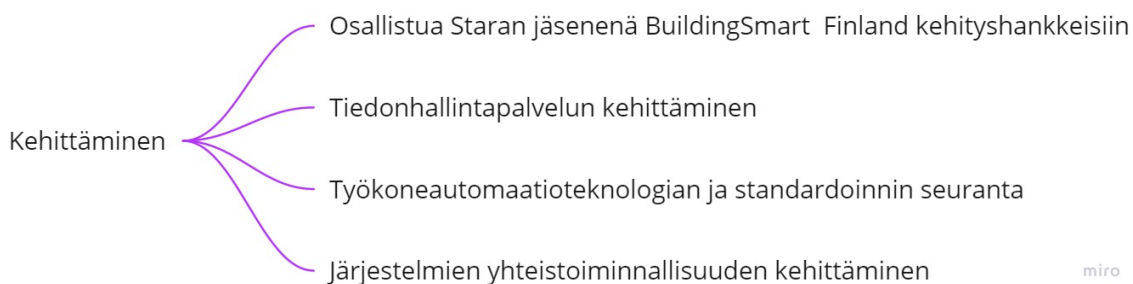 Osallistua Staran jäsenenä BuildingSmart  Finland kehityshankkeisiin
Tiedonhallintapalvelun kehittäminen
Kehittäminen
Työkoneautomaatioteknologian ja standardoinnin seuranta
Järjestelmien yhteistoiminnallisuuden kehittäminen
miro